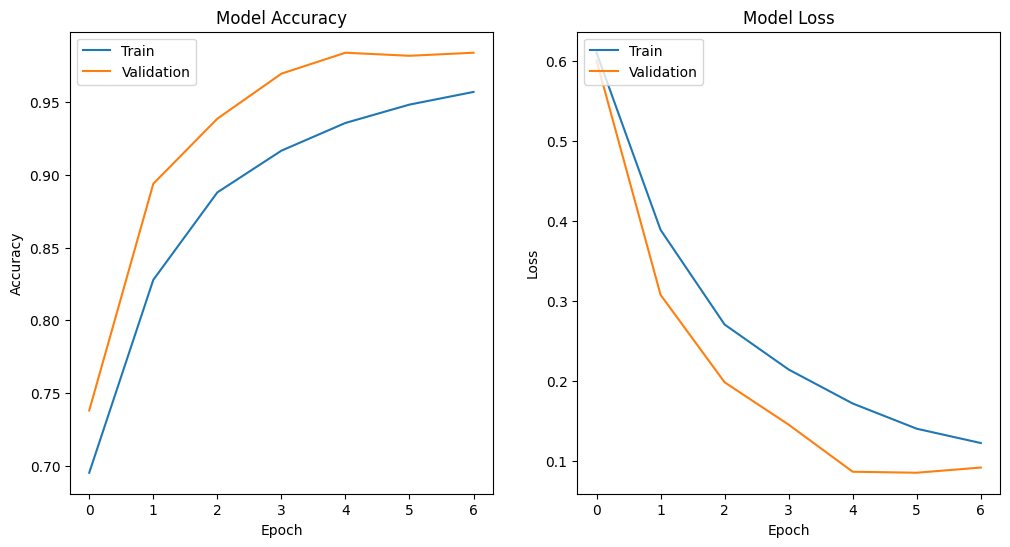 Model Accuracy
Train
Validation
0.95
0.90
0.85
0.80
0.75
0.70
Accuracy
0 1 2 3 4 5 6
Epoch
Model Loss
Train
Validation
0.6
0.5
0.4
0.3
0.2
0.1
Loss
0 1 2 3 4 5 6
Epoch